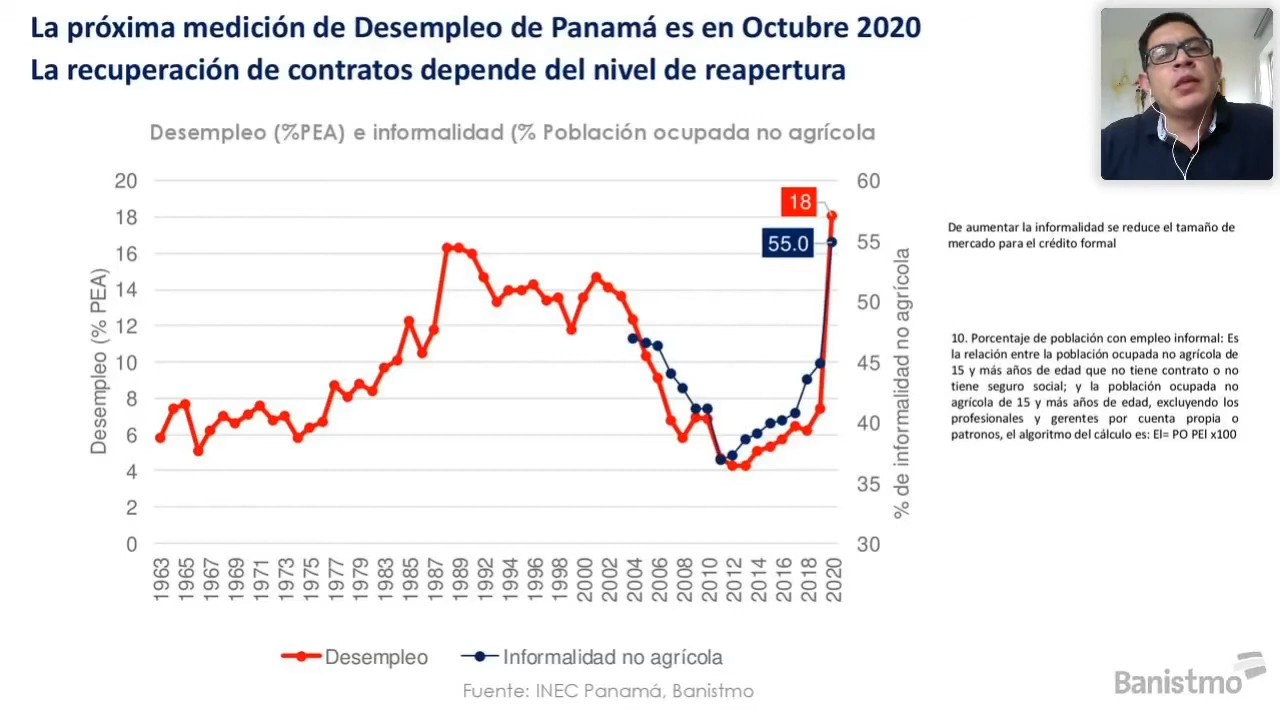 La próxima medición de Desempleo de Panamá es en Octubre 2020
La recuperación de contratos depende del nivel de reapertura
Desempleo (%PEA) e informalidad (% Población ocupada no agrícola
Desempleo (% PEA)
20
18
16
14
12
10
8
6
4
2
0
18
55.0
60
55
50
45
40
35
30
% de informalidad no agrícola
1963
1965
1967
1969
1971
1973
1975
1977
1979
1983
1985
1987
1989
1992
1994
1996
1998
2000
2002
2004
2006
2008
2010
2012
2014
2016
2018
2020
Desempleo
Informalidad no agrícola
Fuente: INEC Panamá, Banistmo
De aumentar la informalidad se reduce el tamaño de
mercado para el crédito formal
10. Porcentaje de población con empleo informal: Es
la relación entre la población ocupada no agrícola de
15 y más años de edad que no tiene contrato o no
tiene seguro social; y la población ocupada no
agrícola de 15 y más años de edad, excluyendo los
profesionales y gerentes por cuenta propia o
patronos, el algoritmo del cálculo es: EI= PO PEI x100
Banistmo